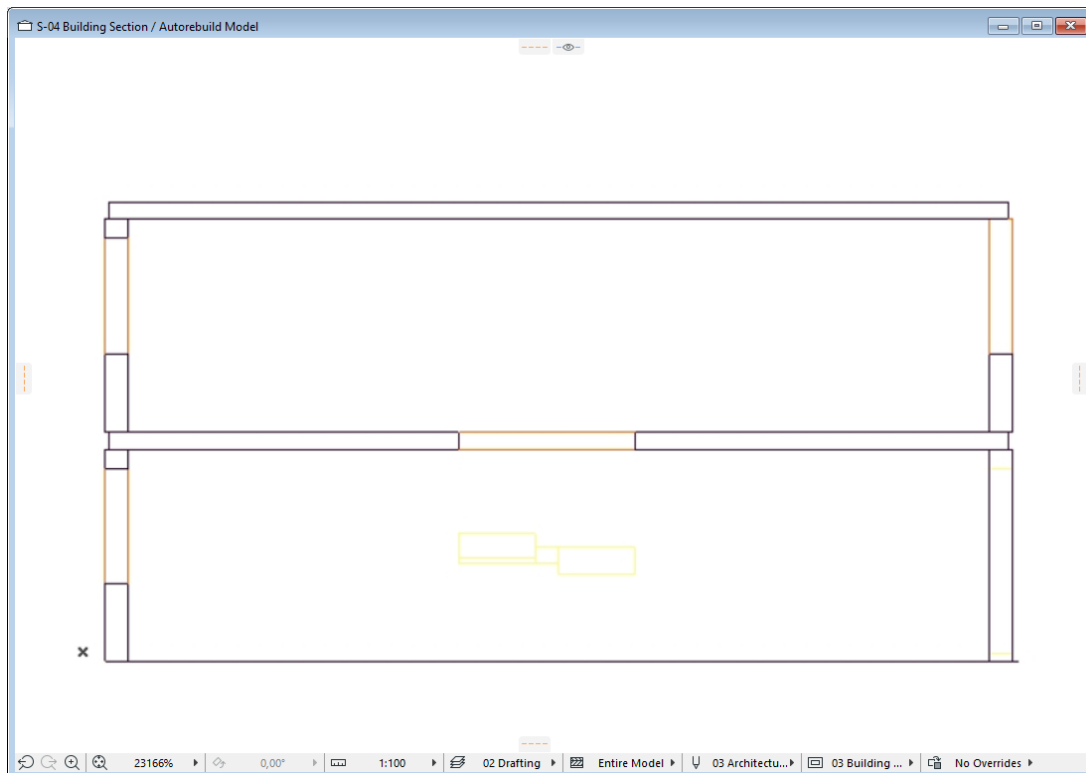 S-04 Building Section / Autorebuild Model
23166%
0,00°
1:100
02 Drafting
Entire Model
03 Architectu...
03 Building ...
No Overrides